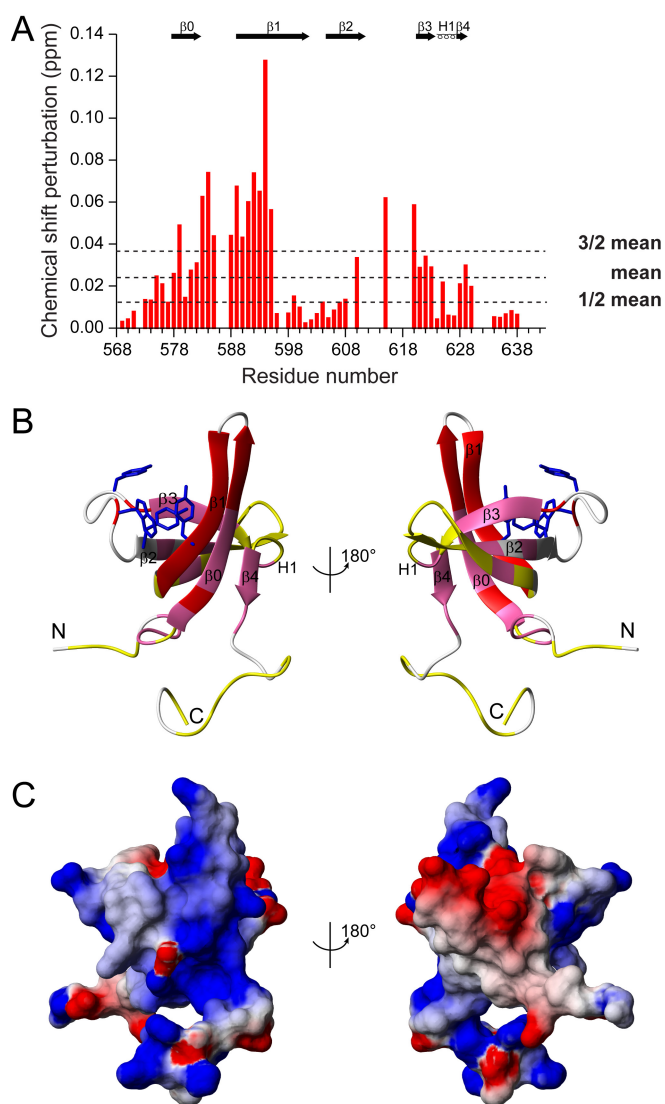 A
β0 β1 β2 β3 H1 β4
Chemical shift perturbation (ppm)
0.14
0.12
0.10
0.08
0.06
0.04
0.02
0.00
3/2 mean
mean
1/2 mean
568 578 588 598 608 618 628 638
Residue number
B
β1 β1
β3 β3
β2 β2
H1 180° H1
β0 β4 β4 β0
N N
C C
C
180°